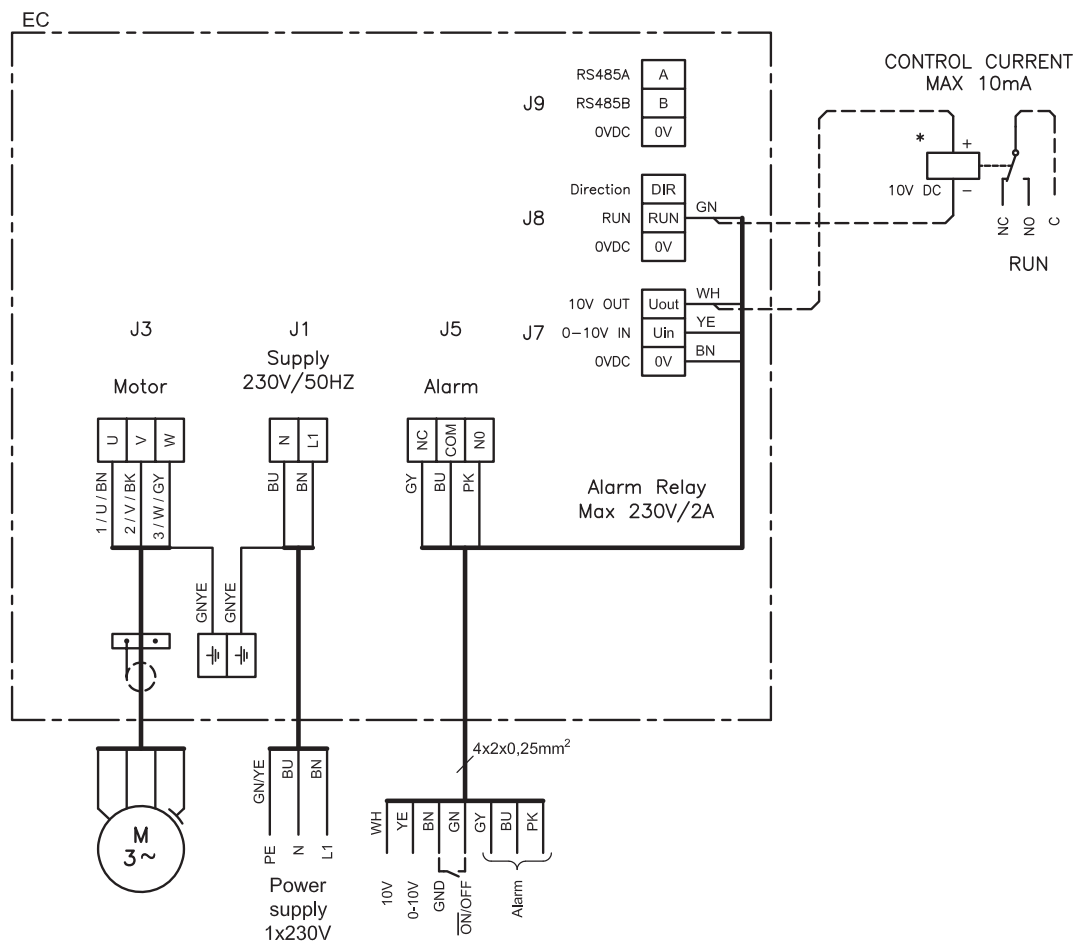 EC
CONTROL CURRENT
MAX 10mA
J9
RS485A A
RS485B B
0VDC 0V
*
+
10V DC −
NC
NO
C
RUN
J8
Direction DIR
RUN RUN GN
0VDC 0V
J7
10V OUT Uout WH
0–10V IN Uin YE
0VDC 0V BN
J3
Motor
U V W
1 / U / BN
2 / V / BK
3 / W / GY
J1
Supply
230V/50HZ
N L1
BU
BN
J5
Alarm
NC COM N0
GY
BU
PK
Alarm Relay
Max 230V/2A
GNYE
GNYE
4x2x0,25mm²
M
3~
GN/YE
BU
BN
PE
N
L1
Power
supply
1x230V
WH
YE
BN
GN
GY
BU
PK
10V
0-10V
GND
ON/OFF
Alarm